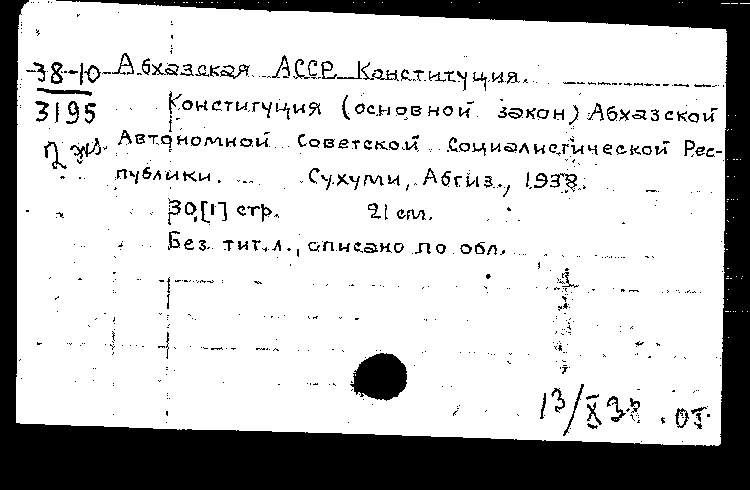 38-10 Абхазская АССР. Конституция.
3195 Конституция (основной закон) Абхазской
2 экз. Автономной Советской Социалистической Рес-
публики. Сухуми, Абгиз., 1938.
30,[1] стр. 21 см.
Без тит.л., описано по обл.
13/X 38. от.